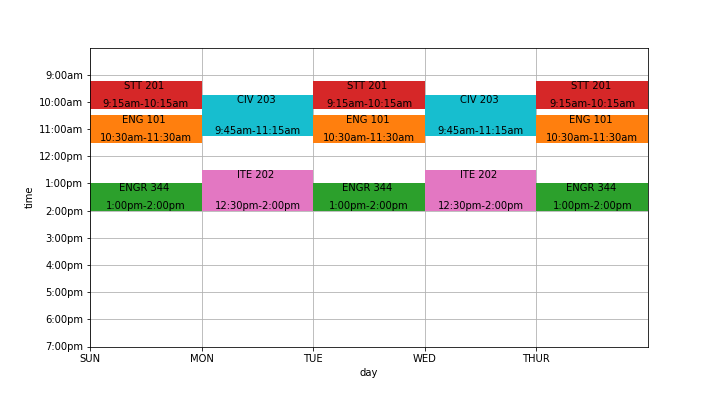 9:00am
STT 201
STT 201
STT 201
9:15am-10:15am
9:15am-10:15am
9:15am-10:15am
10:00am
CIV 203
CIV 203
9:45am-11:15am
9:45am-11:15am
ENG 101
ENG 101
ENG 101
10:30am-11:30am
10:30am-11:30am
10:30am-11:30am
11:00am
12:00pm
ITE 202
ITE 202
12:30pm-2:00pm
12:30pm-2:00pm
1:00pm
ENGR 344
ENGR 344
ENGR 344
1:00pm-2:00pm
1:00pm-2:00pm
1:00pm-2:00pm
2:00pm
3:00pm
4:00pm
5:00pm
6:00pm
7:00pm
time
SUN
MON
TUE
WED
THUR
day